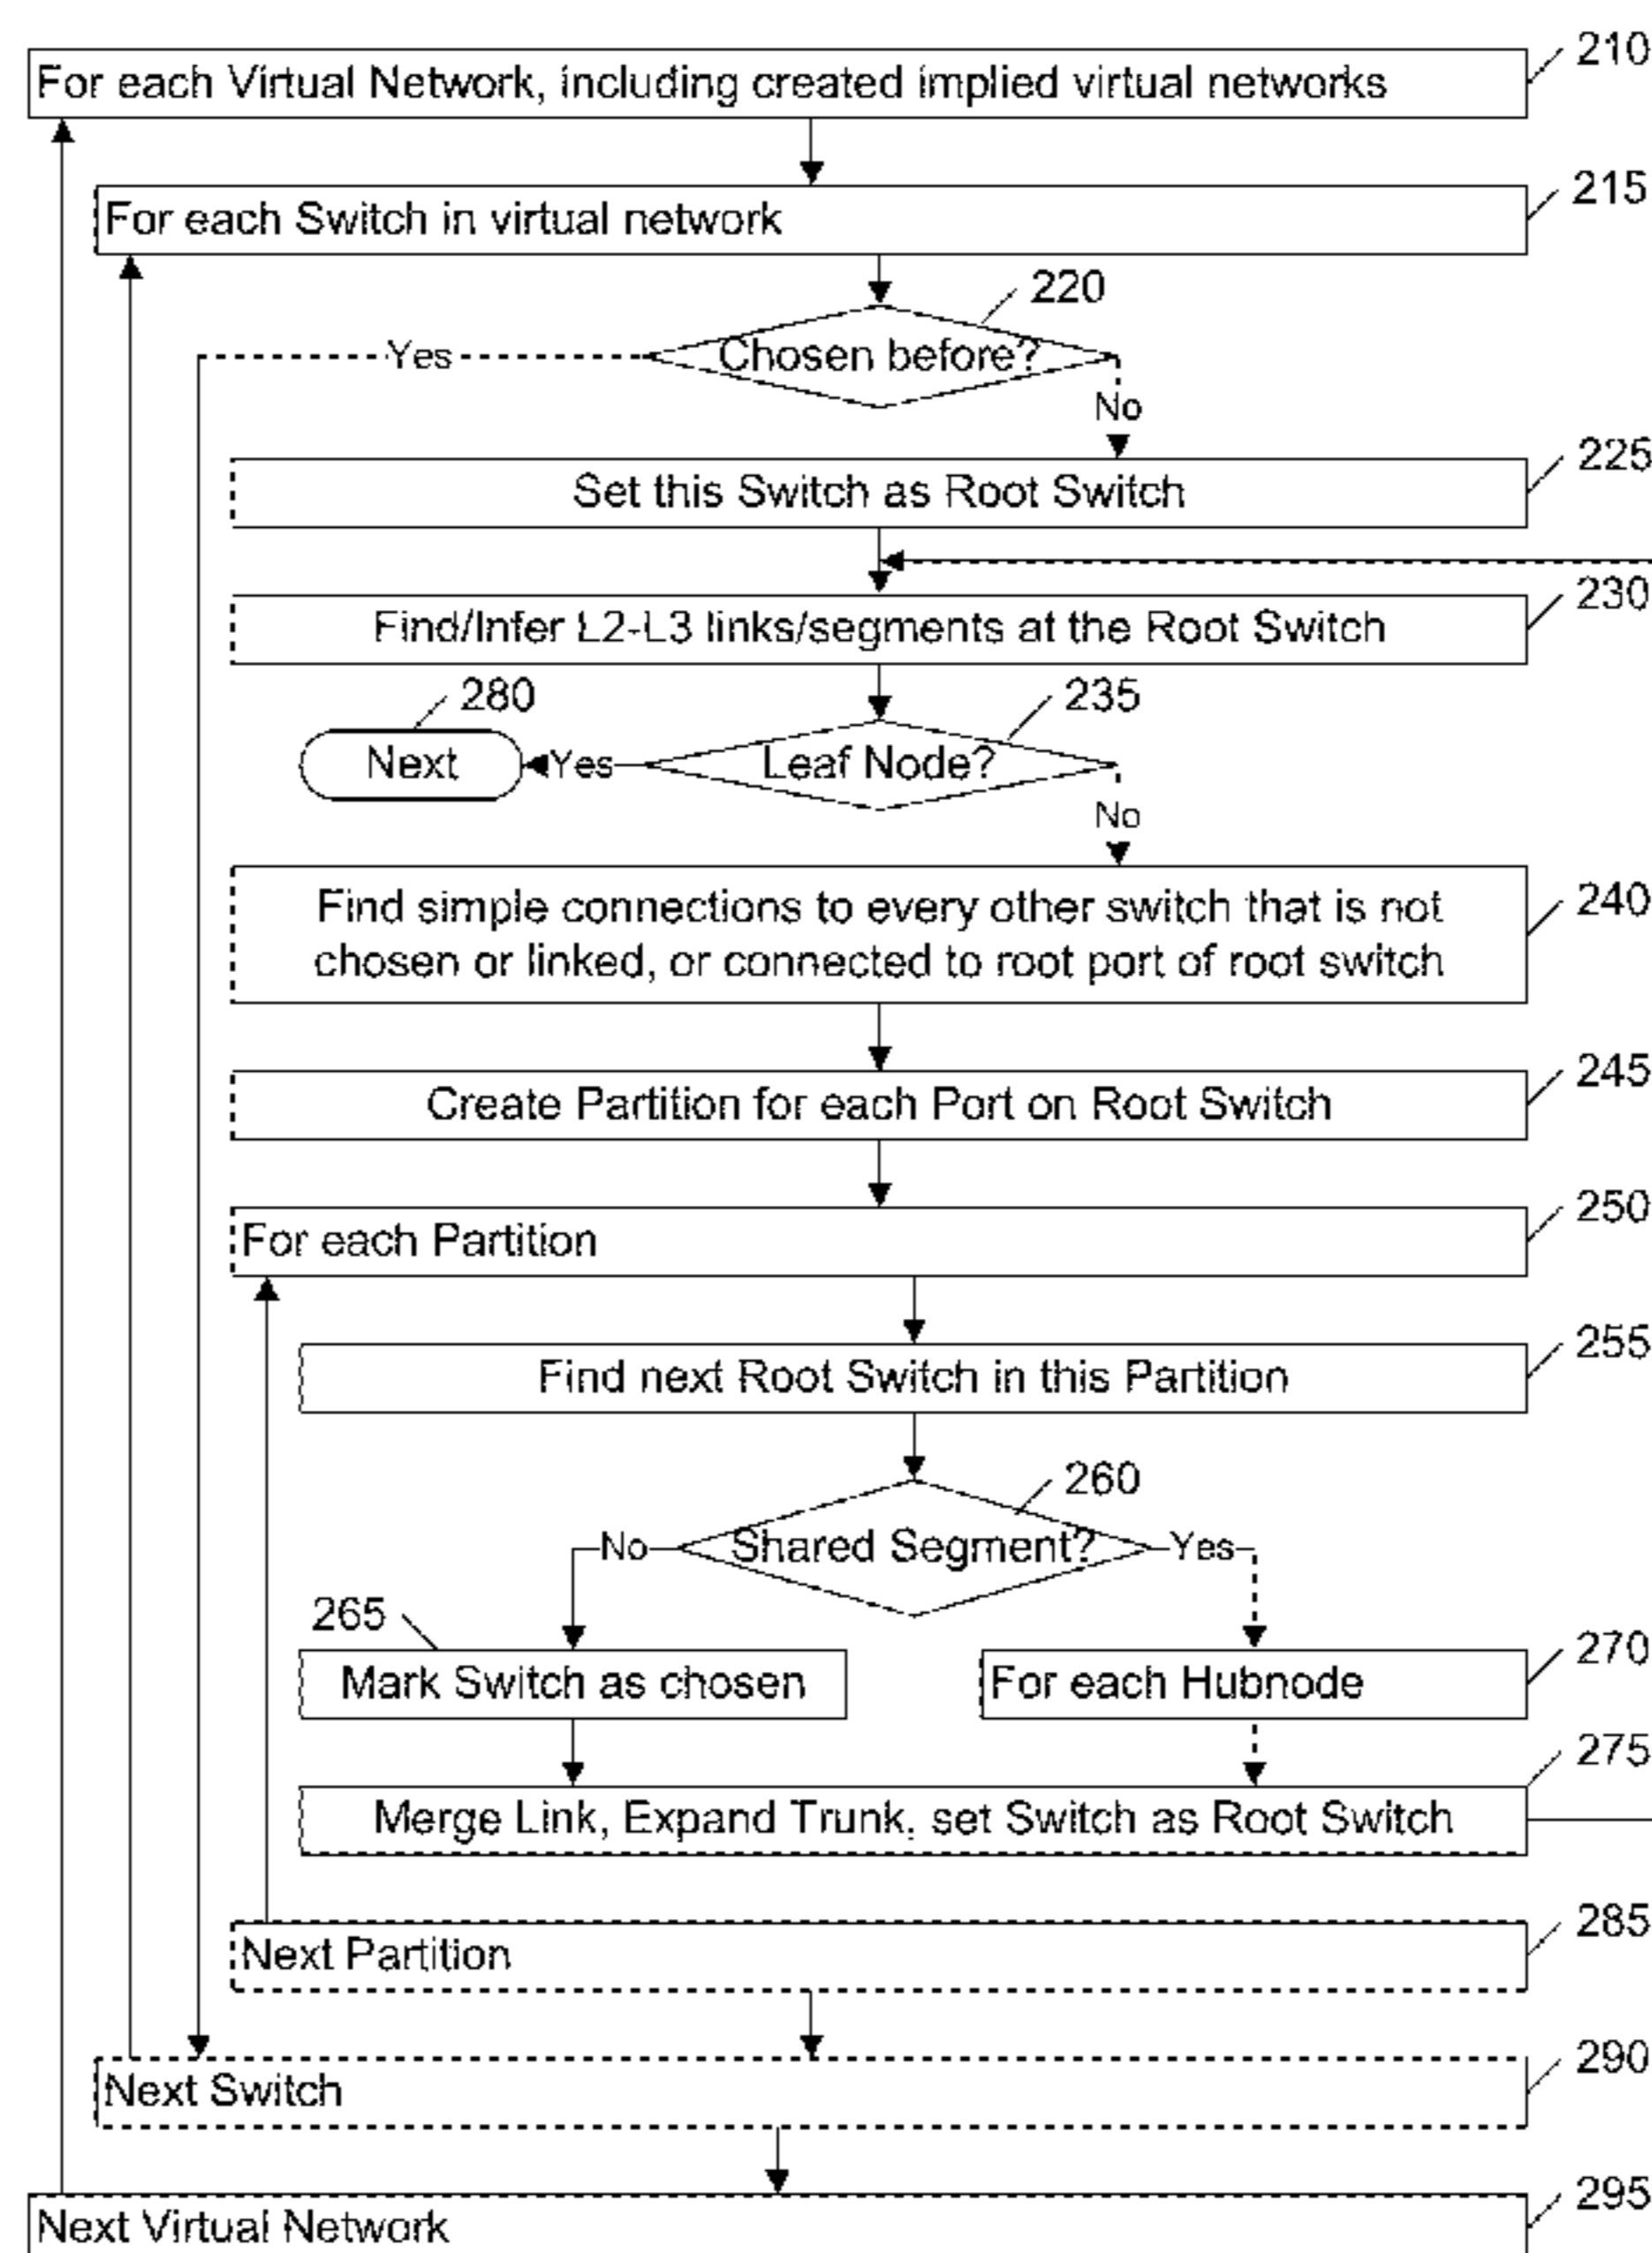 210
For each Virtual Network, including created implied virtual networks
215
For each Switch in virtual network
220
Chosen before?
Yes
No
225
Set this Switch as Root Switch
230
Find/Infer L2-L3 links/segments at the Root Switch
280
235
Next
Yes
Leaf Node?
No
240
Find simple connections to every other switch that is not
chosen or linked, or connected to root port of root switch
245
Create Partition for each Port on Root Switch
250
For each Partition
255
Find next Root Switch in this Partition
260
No
Shared Segment?
Yes
265
270
Mark Switch as chosen
For each Hubnode
275
Merge Link, Expand Trunk, set Switch as Root Switch
285
Next Partition
290
Next Switch
295
Next Virtual Network